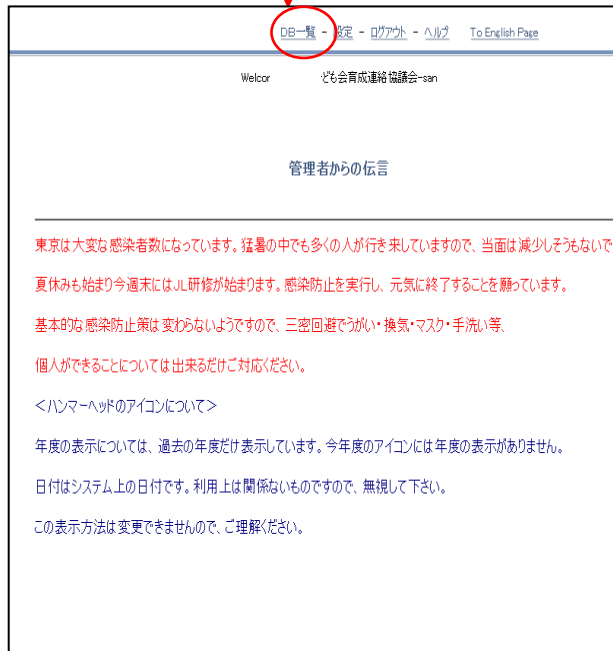 DB一覧 - 設定 - ログアウト - ヘルプ To English Page
Welcor ども会育成連絡協議会-san
管理者からの伝言
東京は大変な感染者数になっています。猛暑の中でも多くの人が行き来していますので、当面は減少しそうもないで
夏休みも始まり今週末にはJL研修が始まります。感染防止を実行し、元気に終了することを願っています。
基本的な感染防止策は変わらないようですので、三密回避でうがい・換気・マスク・手洗い等、
個人ができることについては出来るだけご対応ください。
＜ハンマーヘッドのアイコンについて＞
年度の表示については、過去の年度だけ表示しています。今年度のアイコンには年度の表示がありません。
日付はシステム上の日付です。利用上は関係ないものですので、無視して下さい。
この表示方法は変更できませんので、ご理解ください。